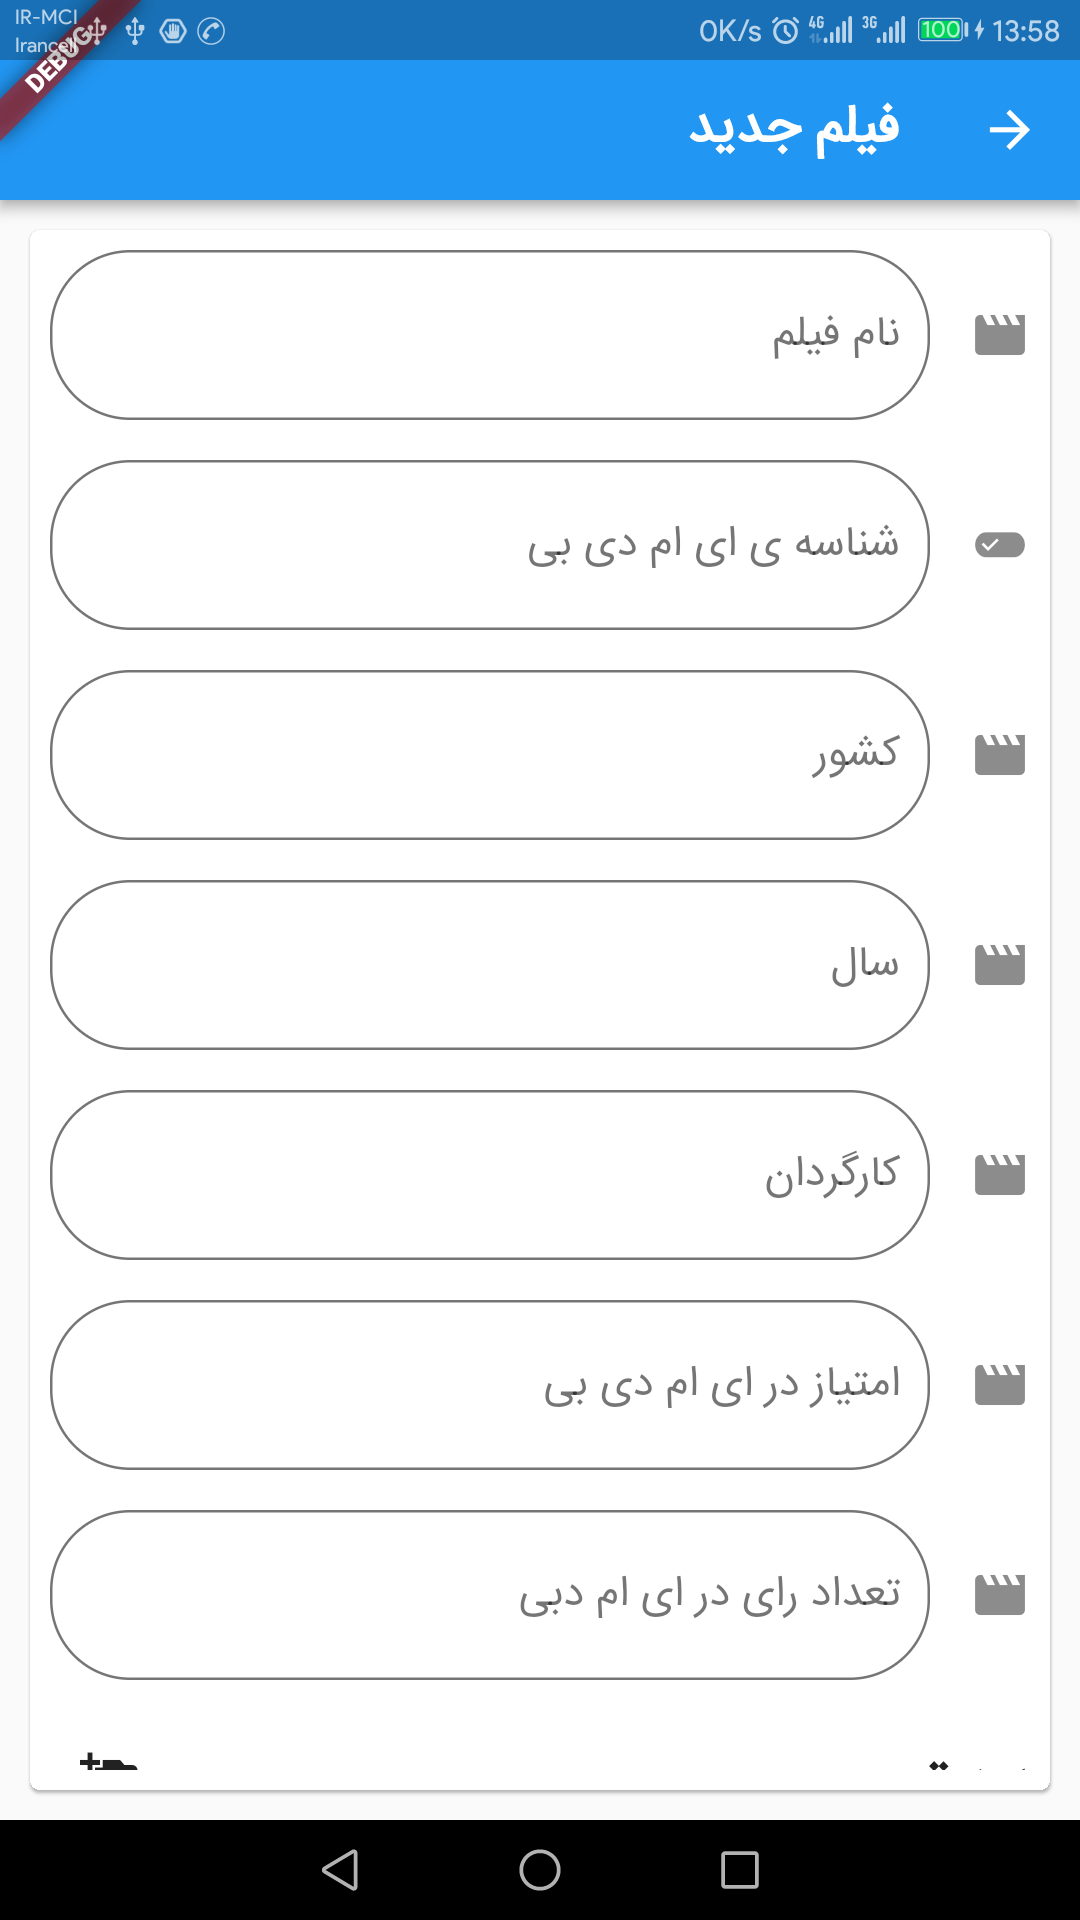 IR-MCI
Irancell
0K/s
4G
3G
100
13:58
DEBUG
فیلم جدید
نام فیلم
شناسه ی ای ام دی بی
کشور
سال
کارگردان
امتیاز در ای ام دی بی
تعداد رای در ای ام دبی